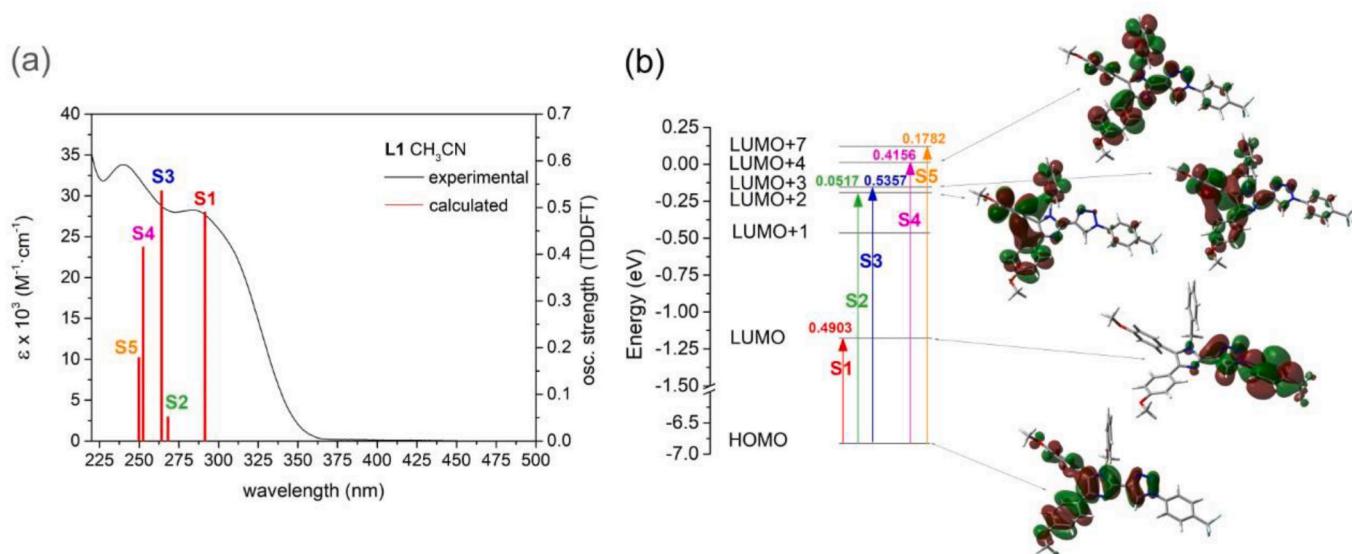 (a)
40
35
30
25
20
15
10
5
0
ε x 10³ (M⁻¹·cm⁻¹)
0.7
0.6
0.5
0.4
0.3
0.2
0.1
0.0
osc. strength (TDDFT)
225 250 275 300 325 350 375 400 425 450 475 500
wavelength (nm)
L1 CH₃CN
experimental
calculated
S3
S1
S4
S5
S2
(b)
0.25
0.00
-0.25
-0.50
-0.75
-1.00
-1.25
-1.50
-6.5
-7.0
Energy (eV)
LUMO+7
LUMO+4
LUMO+3
LUMO+2
LUMO+1
LUMO
HOMO
0.1782
0.4156
S5
0.0517
0.5357
S4
S3
S2
0.4903
S1